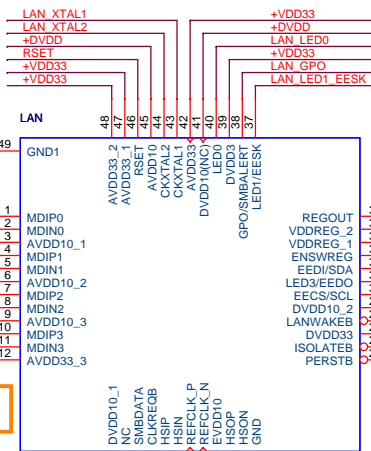 LAN_XTAL1
LAN_XTAL2
+DVDD
RSET
+VDD33
+VDD33
+VDD33
+DVDD
LAN_LED0
+VDD33
LAN_GPO
LAN_LED1_EESK
LAN
48
47
46
45
44
43
42
41
40
39
38
37
AVDD33_2
AVDD33_1
RSET
AVDD10
CKXTAL2
CKXTAL1
AVDD33
DVDD10(NC)
LED0
DVDD3
GPO/SMBALERT
LED1/EESK
49
GND1
1
MDIP0
2
MDIN0
3
AVDD10_1
4
MDIP1
5
MDIN1
6
AVDD10_2
7
MDIP2
8
MDIN2
9
AVDD10_3
10
MDIP3
11
MDIN3
12
AVDD33_3
REGOUT
VDDREG_2
VDDREG_1
ENSWREG
EEDI/SDA
LED3/EEDO
EECS/SCL
DVDD10_2
LANWAKEB
DVDD33
ISOLATEB
PERSTB
DVDD10_1
NC
SMBDATA
CLKREQB
HSIP
HSIN
REFCLK_P
REFCLK_N
EVDD10
HSOP
HSON
GND